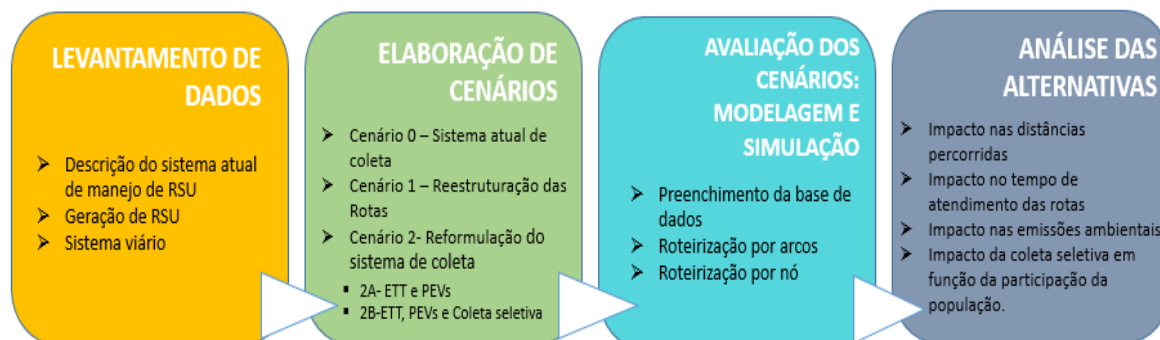 LEVANTAMENTO DE
DADOS
➤ Descrição do sistema atual
de manejo de RSU
➤ Geração de RSU
➤ Sistema viário
ELABORAÇÃO DE
CENÁRIOS
➤ Cenário 0 – Sistema atual de
coleta
➤ Cenário 1 – Reestruturação das
Rotas
➤ Cenário 2- Reformulação do
sistema de coleta
▪ 2A- ETT e PEVs
▪ 2B-ETT, PEVs e Coleta seletiva
AVALIAÇÃO DOS
CENÁRIOS:
MODELAGEM E
SIMULAÇÃO
➤ Preenchimento da base de
dados
➤ Roteirização por arcos
➤ Roteirização por nó
ANÁLISE DAS
ALTERNATIVAS
➤ Impacto nas distâncias
percorridas
➤ Impacto no tempo de
atendimento das rotas
➤ Impacto nas emissões ambientais
➤ Impacto da coleta seletiva em
função da participação da
população.